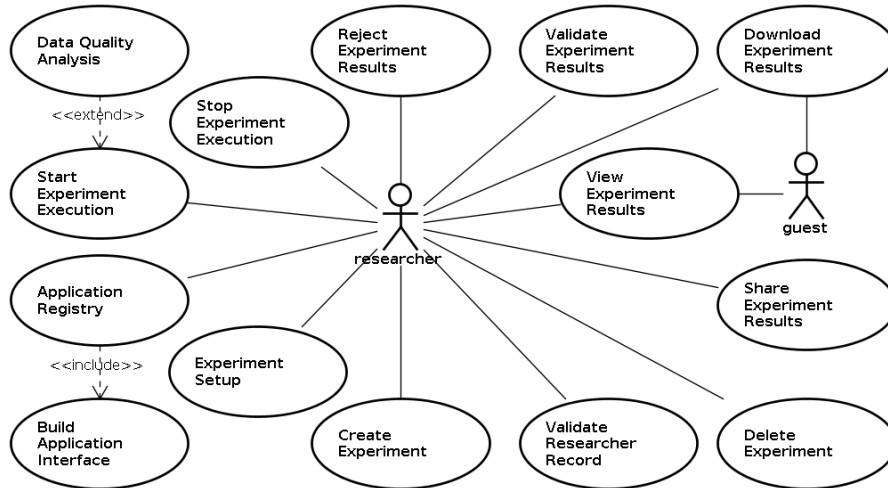 Data Quality
Analysis
Reject
Experiment
Results
Validate
Experiment
Results
Download
Experiment
Results
<<extend>>
Stop
Experiment
Execution
Start
Experiment
Execution
View
Experiment
Results
guest
researcher
Application
Registry
Share
Experiment
Results
<<include>>
Experiment
Setup
Build
Application
Interface
Create
Experiment
Validate
Researcher
Record
Delete
Experiment